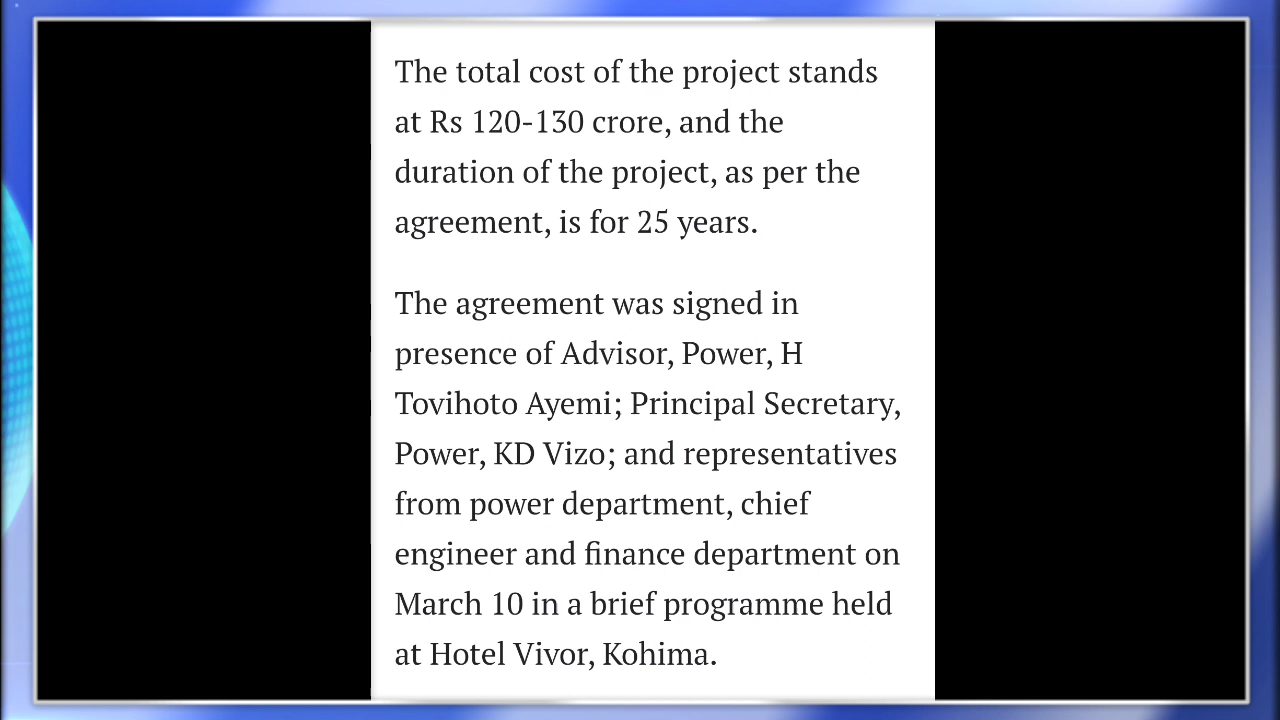 The total cost of the project stands
at Rs 120-130 crore, and the
duration of the project, as per the
agreement, is for 25 years.
The agreement was signed in
presence of Advisor, Power, H
Tovihoto Ayemi; Principal Secretary,
Power, KD Vizo; and representatives
from power department, chief
engineer and finance department on
March 10 in a brief programme held
at Hotel Vivor, Kohima.